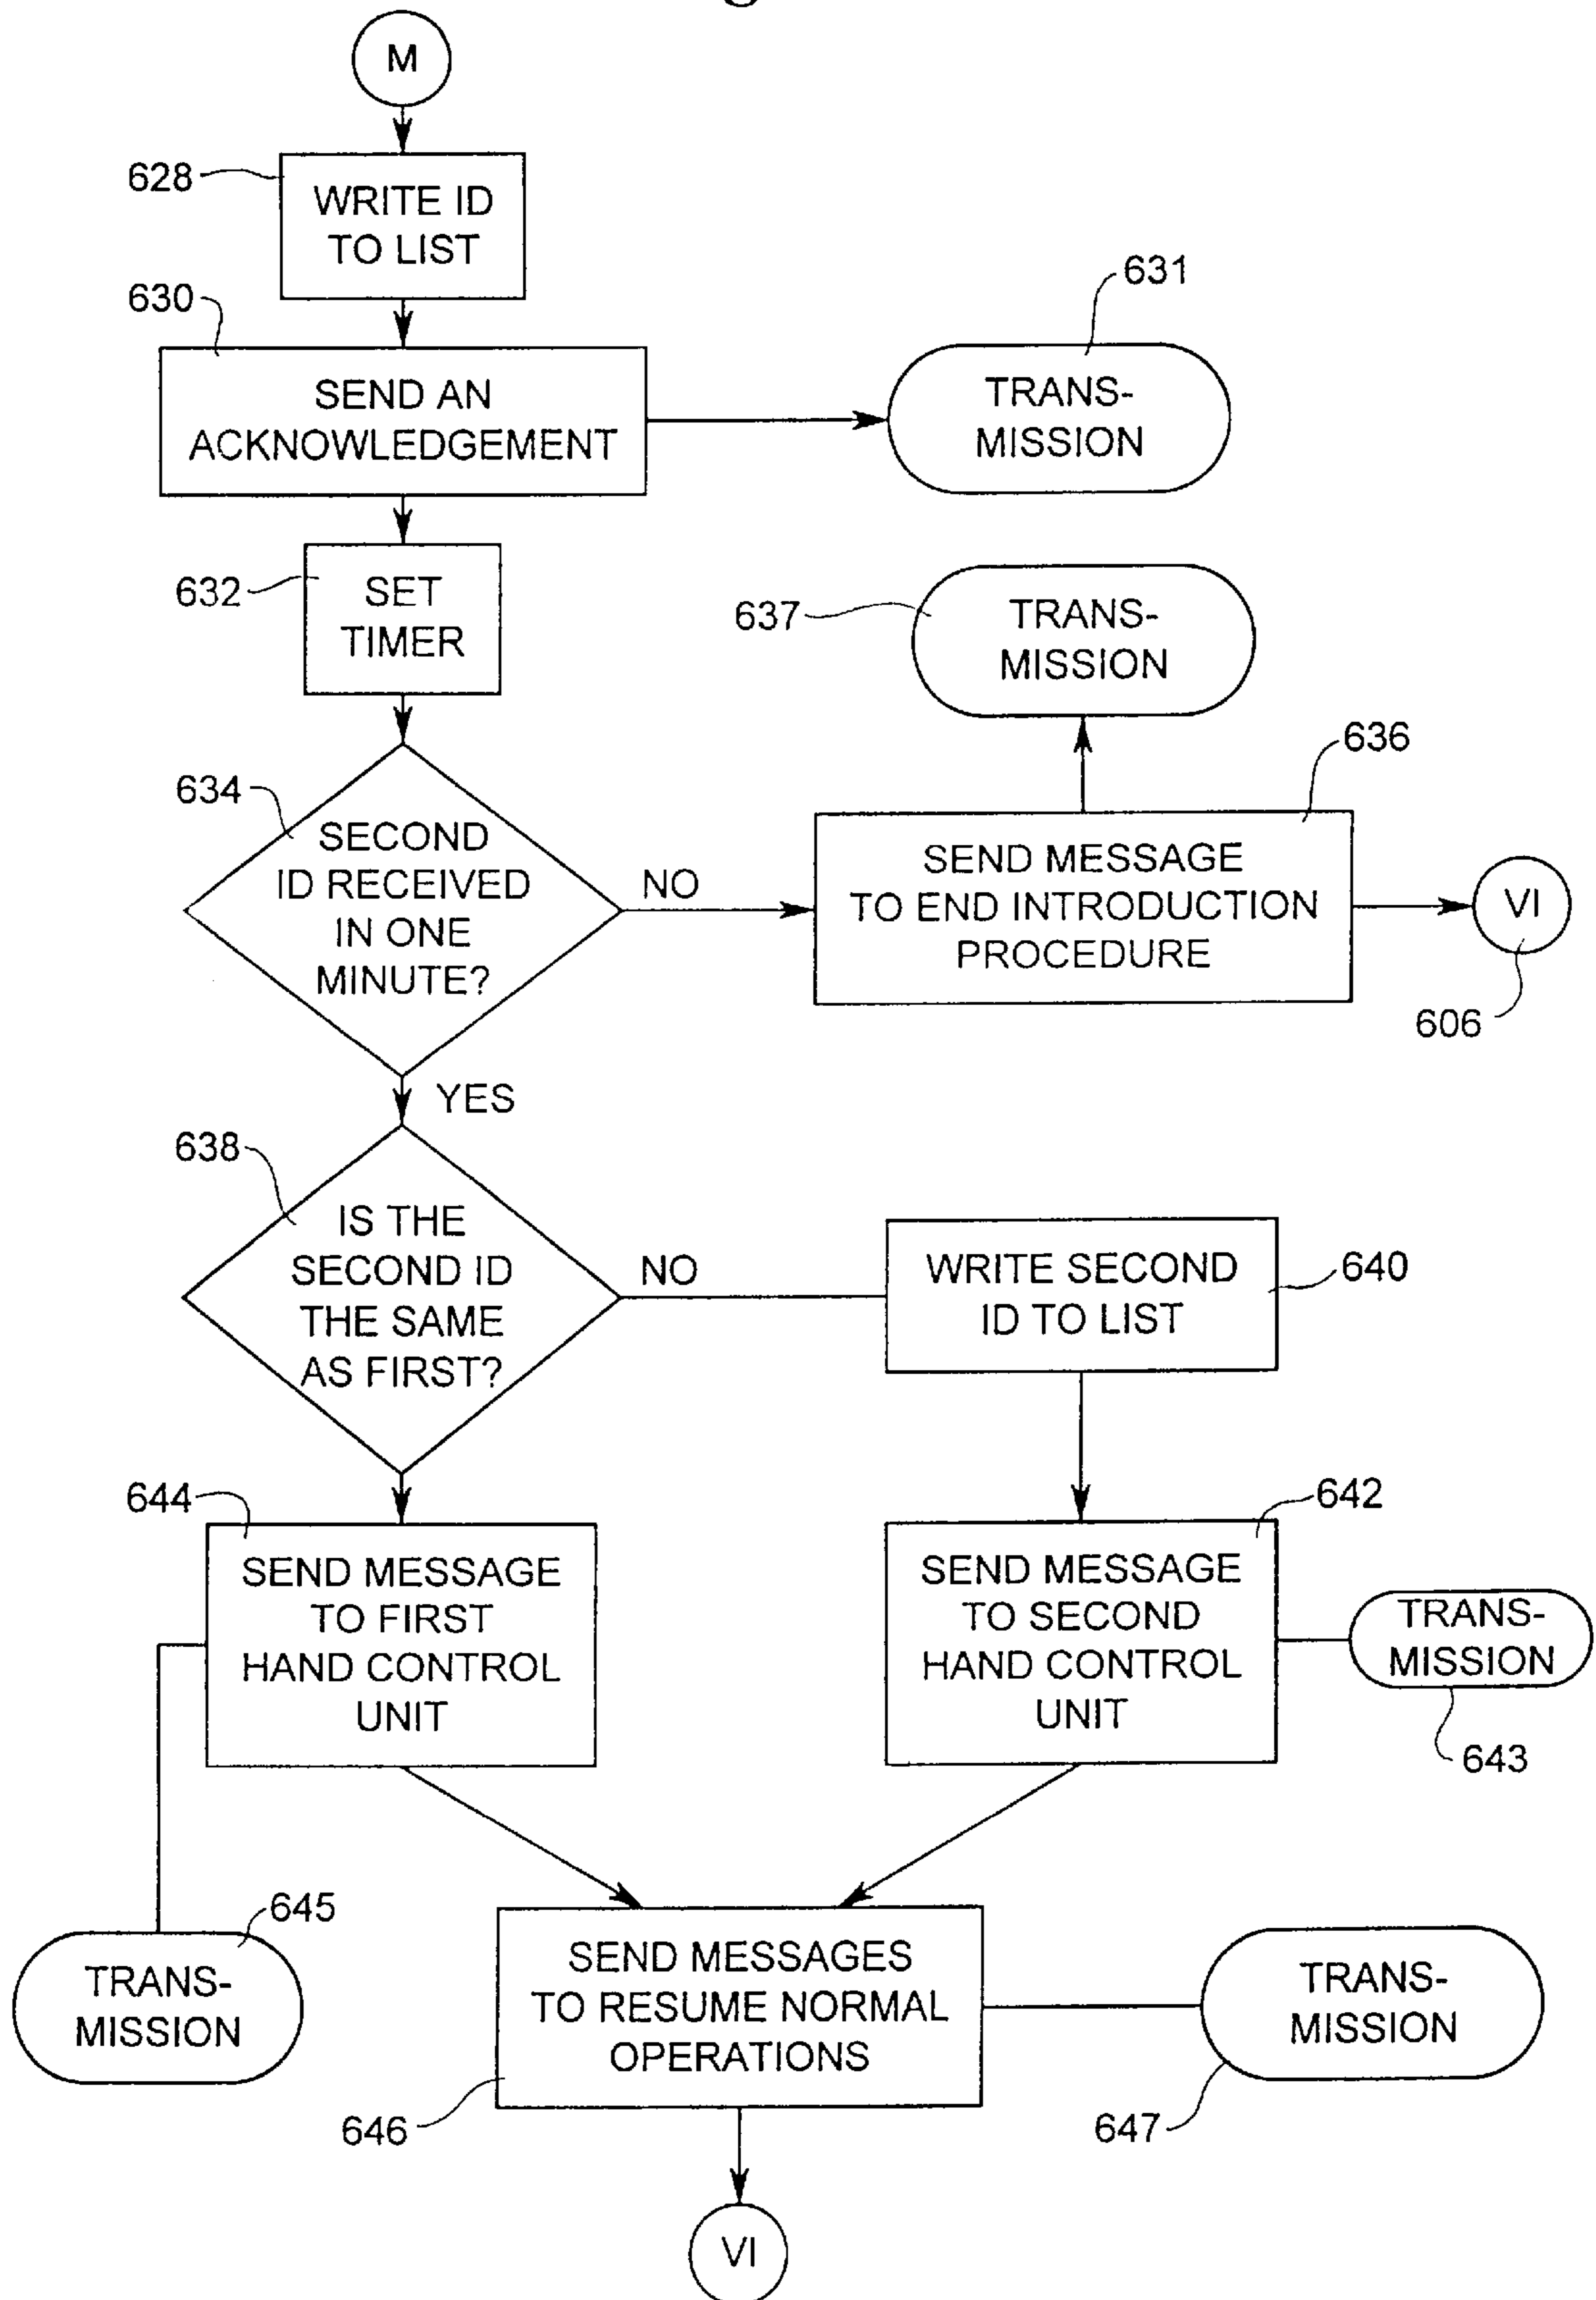 M
628
WRITE ID
TO LIST
630
SEND AN
ACKNOWLEDGEMENT
631
TRANS-
MISSION
632
SET
TIMER
637
TRANS-
MISSION
634
SECOND
ID RECEIVED
IN ONE
MINUTE?
NO
636
SEND MESSAGE
TO END INTRODUCTION
PROCEDURE
VI
606
YES
638
IS THE
SECOND ID
THE SAME
AS FIRST?
NO
WRITE SECOND
ID TO LIST
640
644
SEND MESSAGE
TO FIRST
HAND CONTROL
UNIT
642
SEND MESSAGE
TO SECOND
HAND CONTROL
UNIT
TRANS-
MISSION
643
645
TRANS-
MISSION
SEND MESSAGES
TO RESUME NORMAL
OPERATIONS
646
TRANS-
MISSION
647
VI